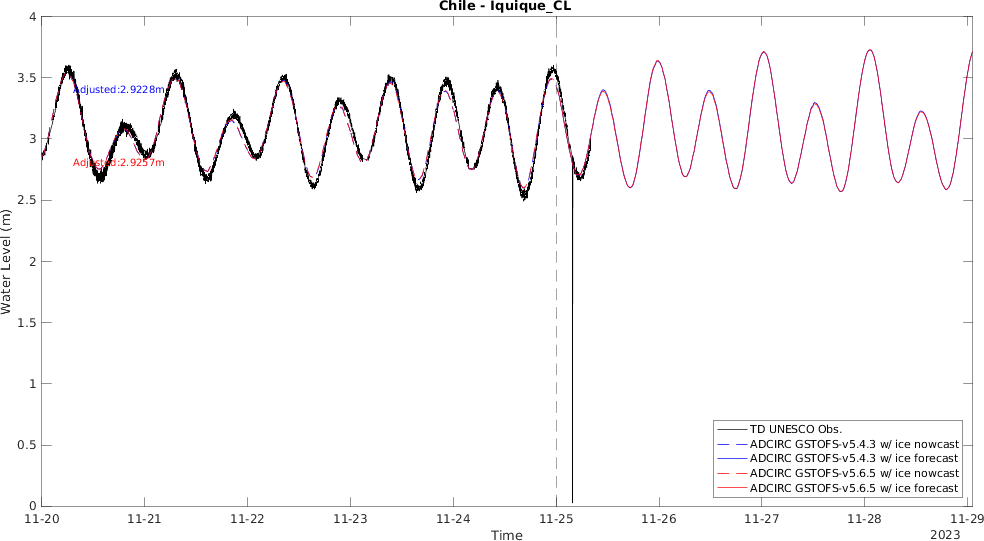 Chile - Iquique_CL
4
3.5
3
2.5
2
1.5
1
0.5
0
Water Level (m)
Adjusted:2.9228m
Adjusted:2.9257m
TD UNESCO Obs.
ADCIRC GSTOFS-v5.4.3 w/ ice nowcast
ADCIRC GSTOFS-v5.4.3 w/ ice forecast
ADCIRC GSTOFS-v5.6.5 w/ ice nowcast
ADCIRC GSTOFS-v5.6.5 w/ ice forecast
11-20 11-21 11-22 11-23 11-24 11-25 11-26 11-27 11-28 11-29
Time
2023